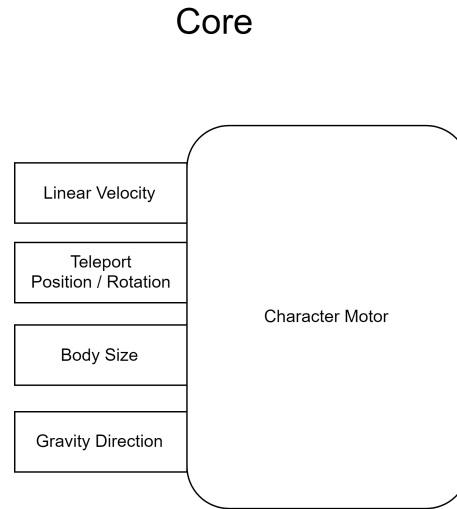 Core
Linear Velocity
Teleport
Position / Rotation
Body Size
Gravity Direction
Character Motor